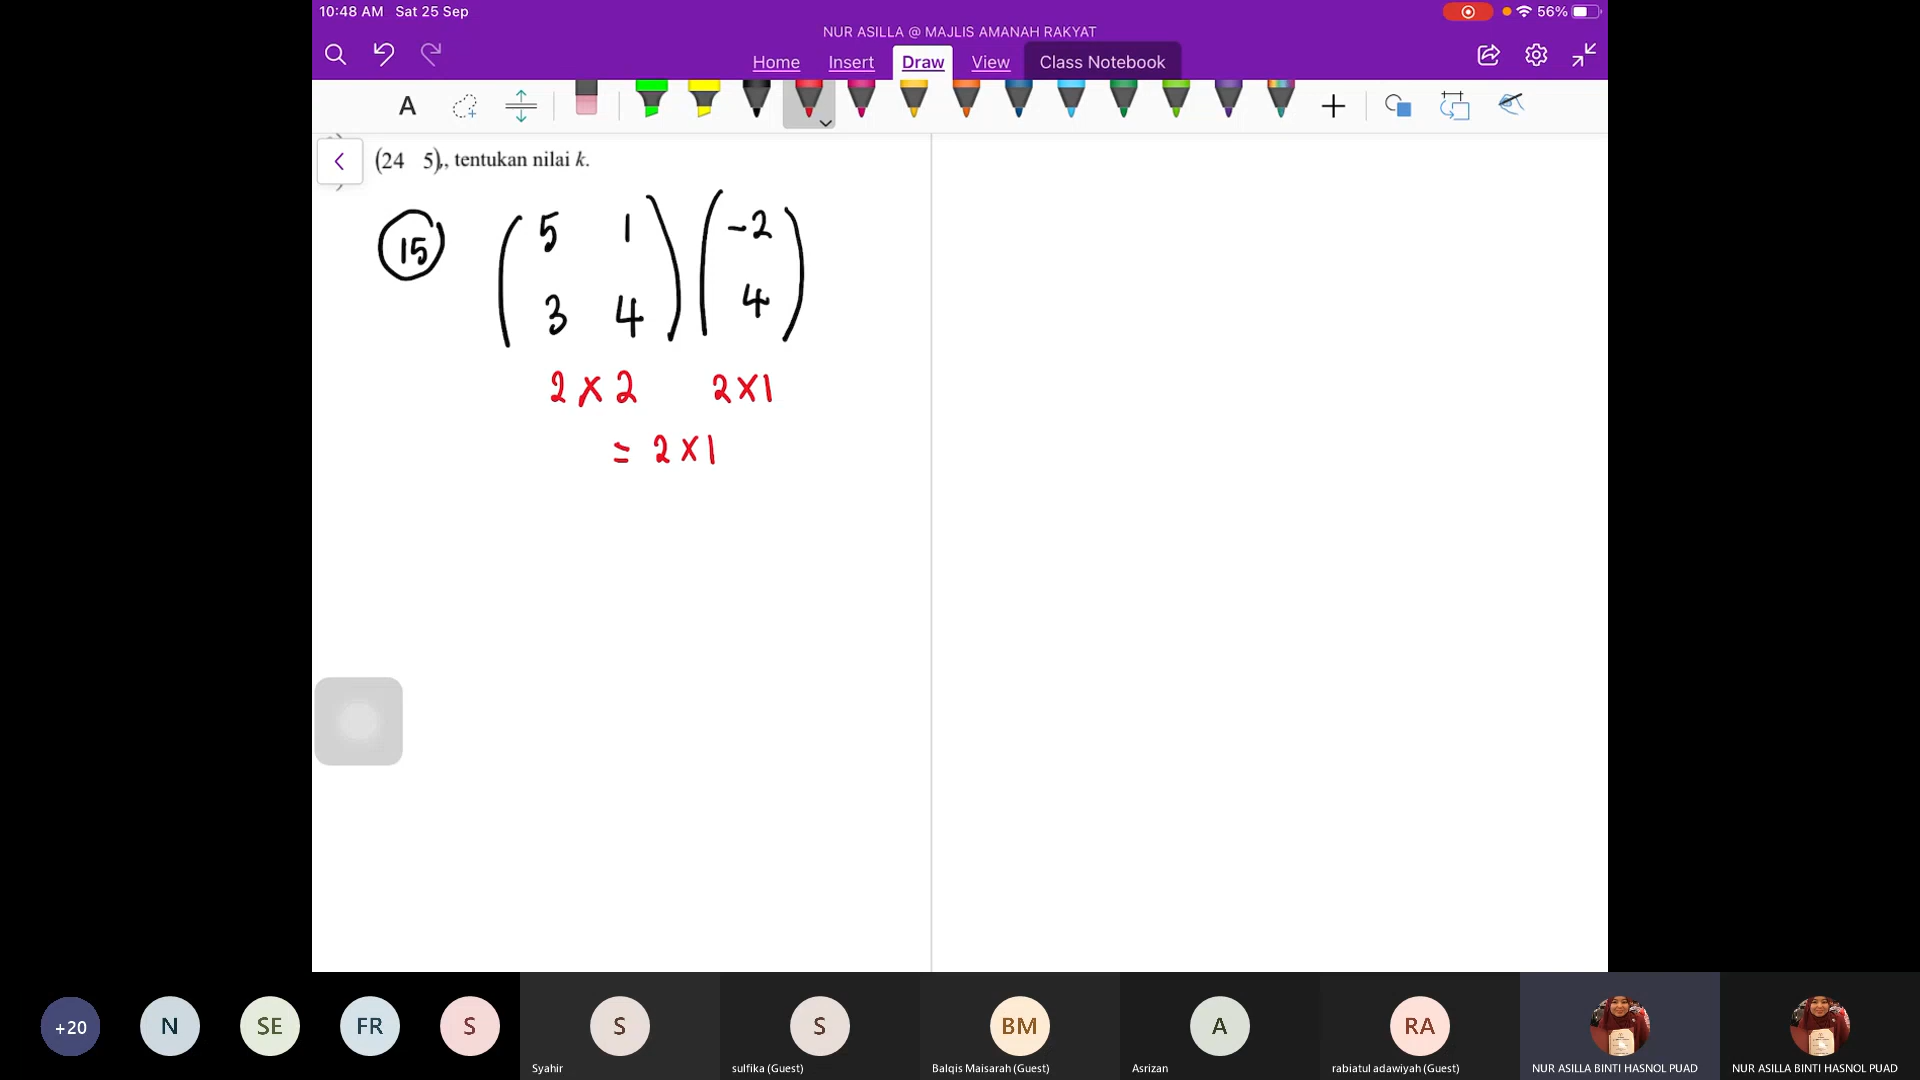 10:48 AM Sat 25 Sep
56%
NUR ASILLA @ MAJLIS AMANAH RAKYAT
Home Insert Draw View Class Notebook
A
(24 5),, tentukan nilai k.
15 (5 1) (-2)
(3 4) (4)
2 × 2 2 × 1
= 2 × 1
+20 N SE FR S S S BM A RA
Syahir sulfika (Guest) Balqis Maisarah (Guest) Asrizan rabiatul adawiyah (Guest) NUR ASILLA BINTI HASNOL PUAD NUR ASILLA BINTI HASNOL PUAD